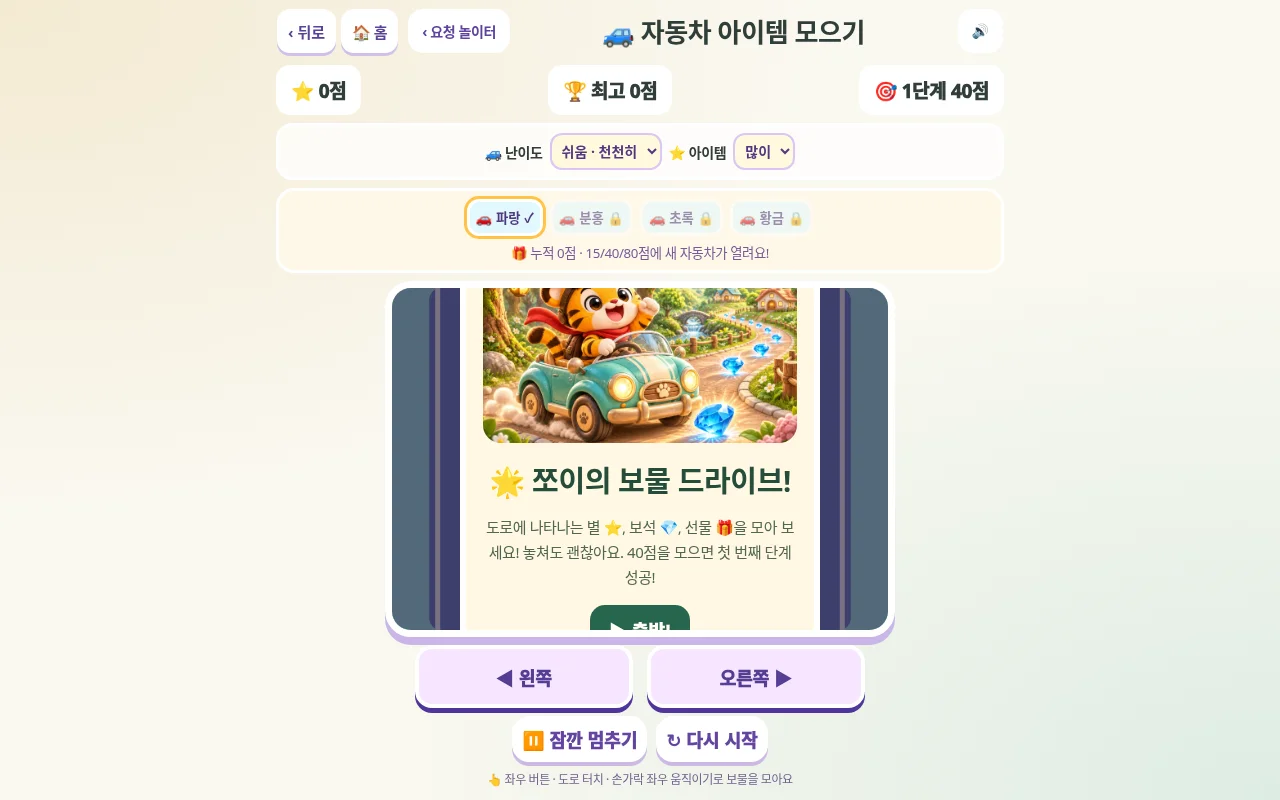 ‹ 뒤로 🏠 홈 ‹ 요청 놀이터 🚙 자동차 아이템 모으기 🔊
⭐ 0점 🏆 최고 0점 🎯 1단계 40점
🚙 난이도 쉬움 · 천천히 ⭐ 아이템 많이
🚗 파랑 ✓ 🚗 분홍 🔒 🚗 초록 🔒 🚗 황금 🔒
🎁 누적 0점 · 15/40/80점에 새 자동차가 열려요!
🌟 쪼이의 보물 드라이브!
도로에 나타나는 별 ⭐, 보석 💎, 선물 🎁을 모아 보
세요! 놓쳐도 괜찮아요. 40점을 모으면 첫 번째 단계
성공!
▶ 출발!
◀ 왼쪽 오른쪽 ▶
⏸️ 잠깐 멈추기 ↻ 다시 시작
👆 좌우 버튼 · 도로 터치 · 손가락 좌우 움직이기로 보물을 모아요